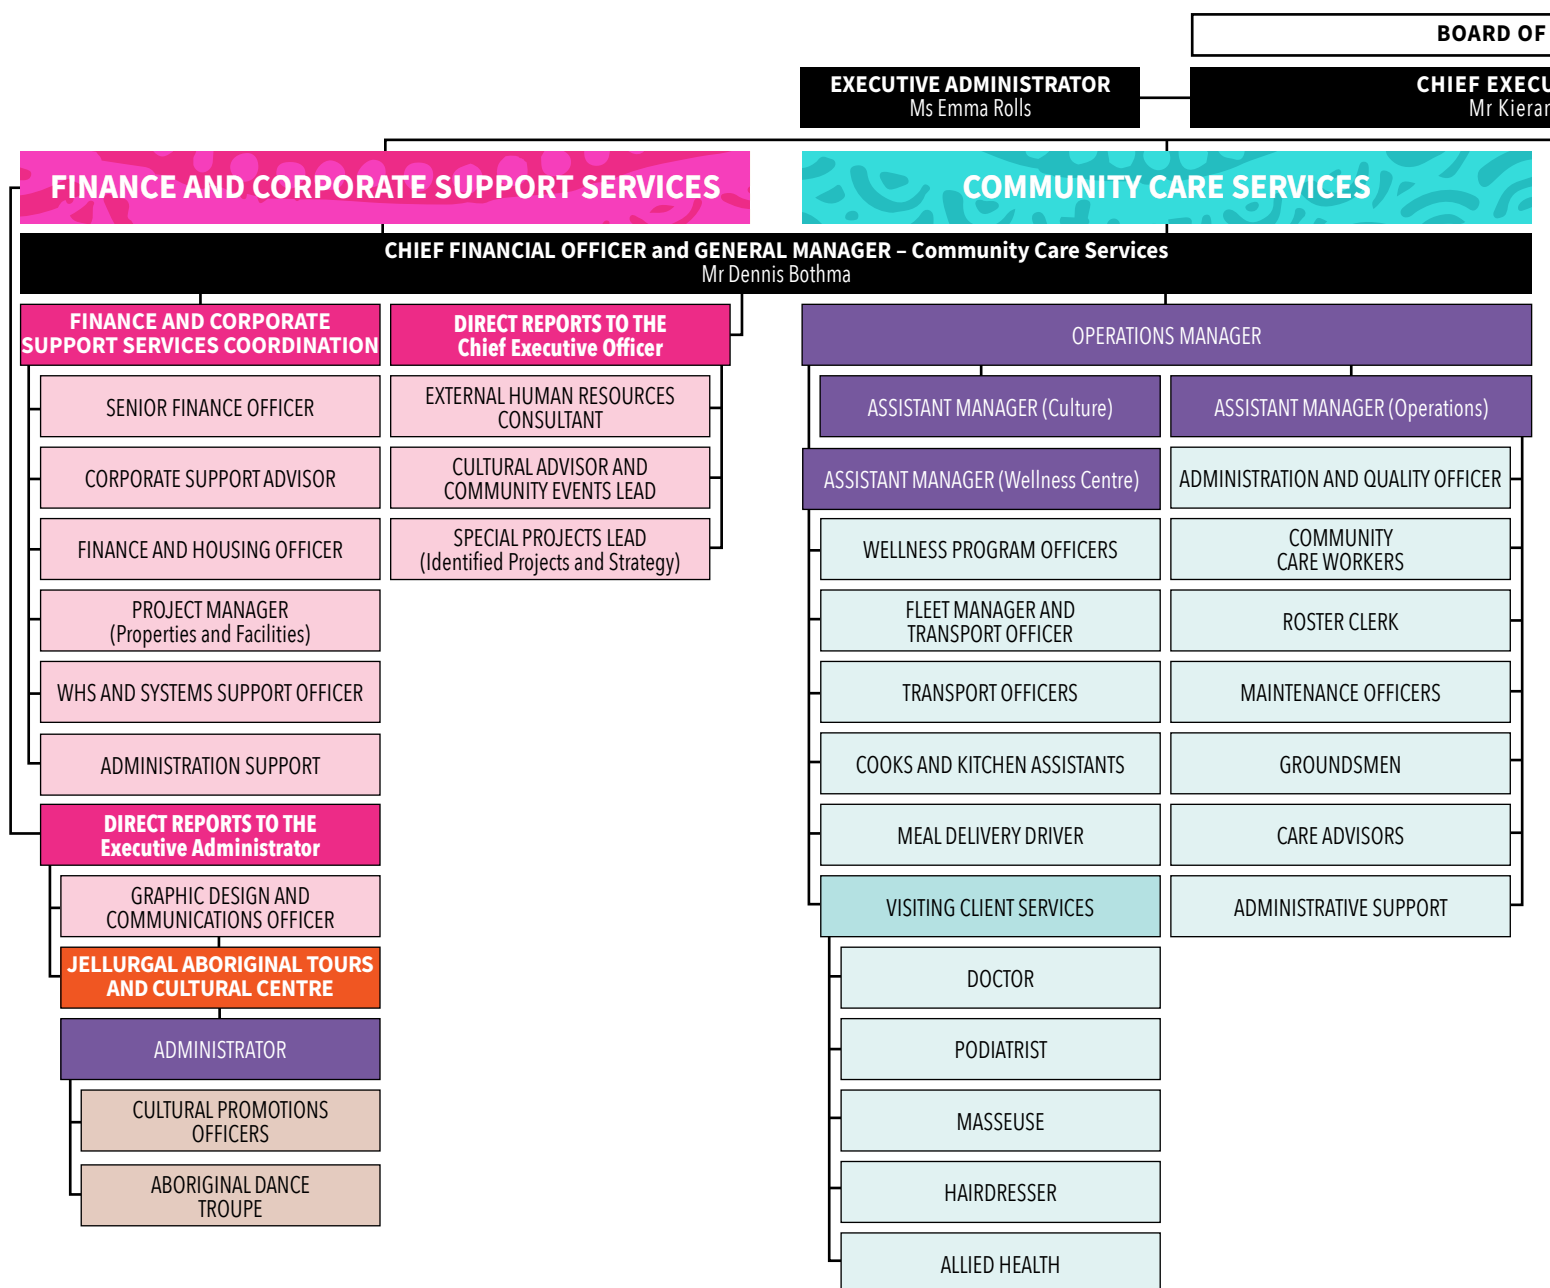 BOARD OF
EXECUTIVE ADMINISTRATOR
Ms Emma Rolls
CHIEF EXECU
Mr Kieran
FINANCE AND CORPORATE SUPPORT SERVICES
COMMUNITY CARE SERVICES
CHIEF FINANCIAL OFFICER and GENERAL MANAGER – Community Care Services
Mr Dennis Bothma
FINANCE AND CORPORATE
SUPPORT SERVICES COORDINATION
SENIOR FINANCE OFFICER
CORPORATE SUPPORT ADVISOR
FINANCE AND HOUSING OFFICER
PROJECT MANAGER
(Properties and Facilities)
WHS AND SYSTEMS SUPPORT OFFICER
ADMINISTRATION SUPPORT
DIRECT REPORTS TO THE
Executive Administrator
GRAPHIC DESIGN AND
COMMUNICATIONS OFFICER
JELLURGAL ABORIGINAL TOURS
AND CULTURAL CENTRE
ADMINISTRATOR
CULTURAL PROMOTIONS
OFFICERS
ABORIGINAL DANCE
TROUPE
DIRECT REPORTS TO THE
Chief Executive Officer
EXTERNAL HUMAN RESOURCES
CONSULTANT
CULTURAL ADVISOR AND
COMMUNITY EVENTS LEAD
SPECIAL PROJECTS LEAD
(Identified Projects and Strategy)
OPERATIONS MANAGER
ASSISTANT MANAGER (Culture)
ASSISTANT MANAGER (Wellness Centre)
WELLNESS PROGRAM OFFICERS
FLEET MANAGER AND
TRANSPORT OFFICER
TRANSPORT OFFICERS
COOKS AND KITCHEN ASSISTANTS
MEAL DELIVERY DRIVER
VISITING CLIENT SERVICES
DOCTOR
PODIATRIST
MASSEUSE
HAIRDRESSER
ALLIED HEALTH
ASSISTANT MANAGER (Operations)
ADMINISTRATION AND QUALITY OFFICER
COMMUNITY
CARE WORKERS
ROSTER CLERK
MAINTENANCE OFFICERS
GROUNDSMEN
CARE ADVISORS
ADMINISTRATIVE SUPPORT